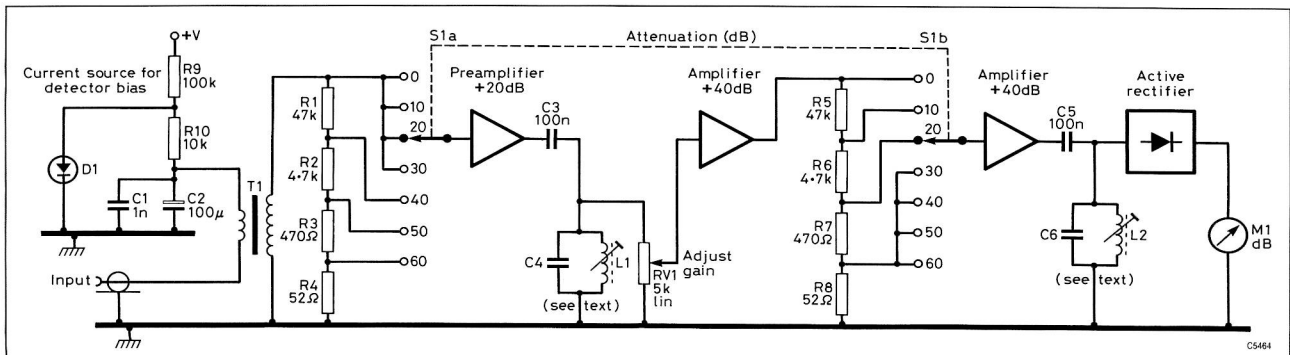 +V
R9
100k
Current source for
detector bias
R10
10k
D1
C1
1n
C2
100μ
T1
Input
R1
47k
R2
4·7k
R3
470Ω
R4
52Ω
S1a
Attenuation (dB)
S1b
0
10
20
30
40
50
60
Preamplifier
+20dB
C3
100n
C4
L1
(see text)
RV1
5k
lin
Adjust
gain
Amplifier
+40dB
R5
47k
R6
4·7k
R7
470Ω
R8
52Ω
0
10
20
30
40
50
60
Amplifier
+40dB
C5
100n
C6
L2
(see text)
Active
rectifier
M1
dB
C5464